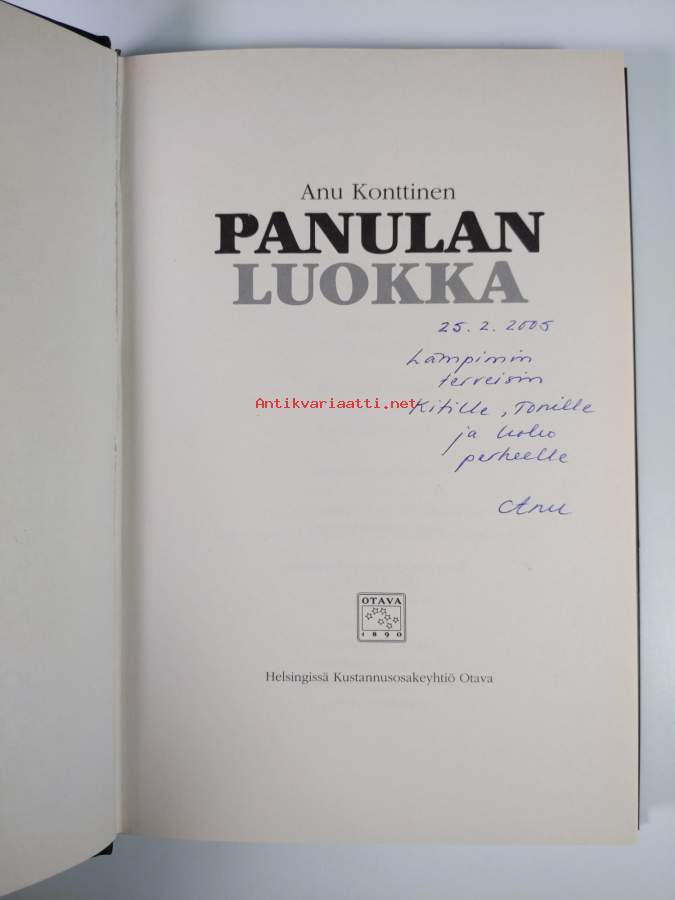 Anu Konttinen
PANULAN
LUOKKA
25.2.2005
Lämpimin
terveisin
Antikvariaatti.net
Kitille, Tonille
ja koko
perheelle
Anu
OTAVA
1890
Helsingissä Kustannusosakeyhtiö Otava